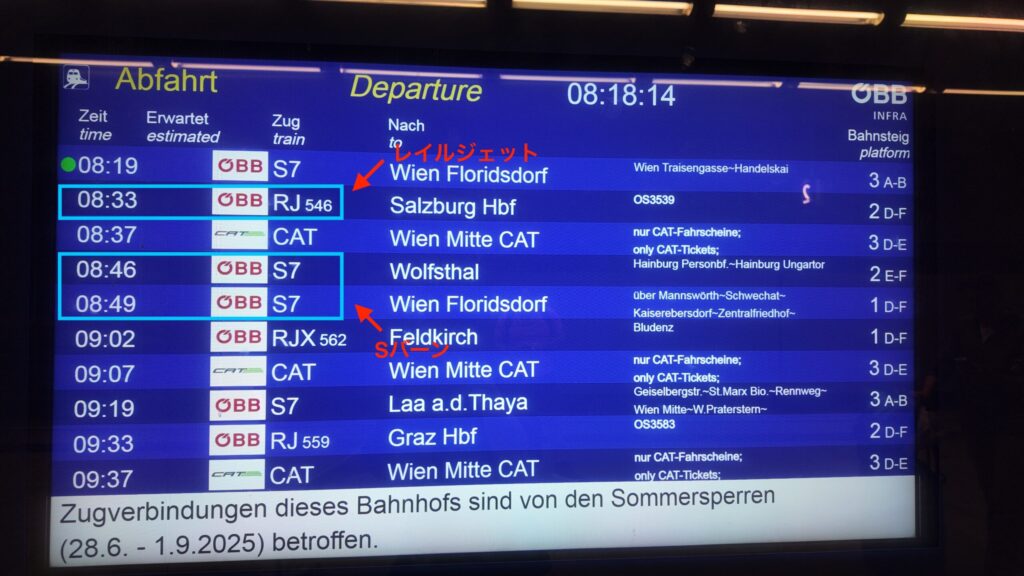 Abfahrt Departure 08:18:14 ÖBB
INFRA
Zeit Erwartet Zug Nach Bahnsteig
time estimated train to platform
レイルジェット
08:19 ÖBB S7 Wien Floridsdorf Wien Traisengasse~Handelskai 3 A-B
08:33 ÖBB RJ 546 Salzburg Hbf OS3539 2 D-F
08:37 CAT CAT Wien Mitte CAT nur CAT-Fahrscheine; 3 D-E
only CAT-Tickets;
08:46 ÖBB S7 Wolfsthal Hainburg Personbf.~Hainburg Ungartor 2 E-F
08:49 ÖBB S7 Wien Floridsdorf über Mannswörth~Schwechat~ 1 D-F
Kaiserebersdorf~Zentralfriedhof~
09:02 ÖBB RJX 562 Feldkirch Bludenz 1 D-F
Sバーン
09:07 CAT CAT Wien Mitte CAT nur CAT-Fahrscheine; 3 D-E
only CAT-Tickets;
09:19 ÖBB S7 Laa a.d.Thaya Geiselbergstr.~St.Marx Bio.~Rennweg~ 3 A-B
Wien Mitte~W.Praterstern~
09:33 ÖBB RJ 559 Graz Hbf OS3583 2 D-F
09:37 CAT CAT Wien Mitte CAT nur CAT-Fahrscheine; 3 D-E
only CAT-Tickets;
Zugverbindungen dieses Bahnhofs sind von den Sommersperren
(28.6. - 1.9.2025) betroffen.